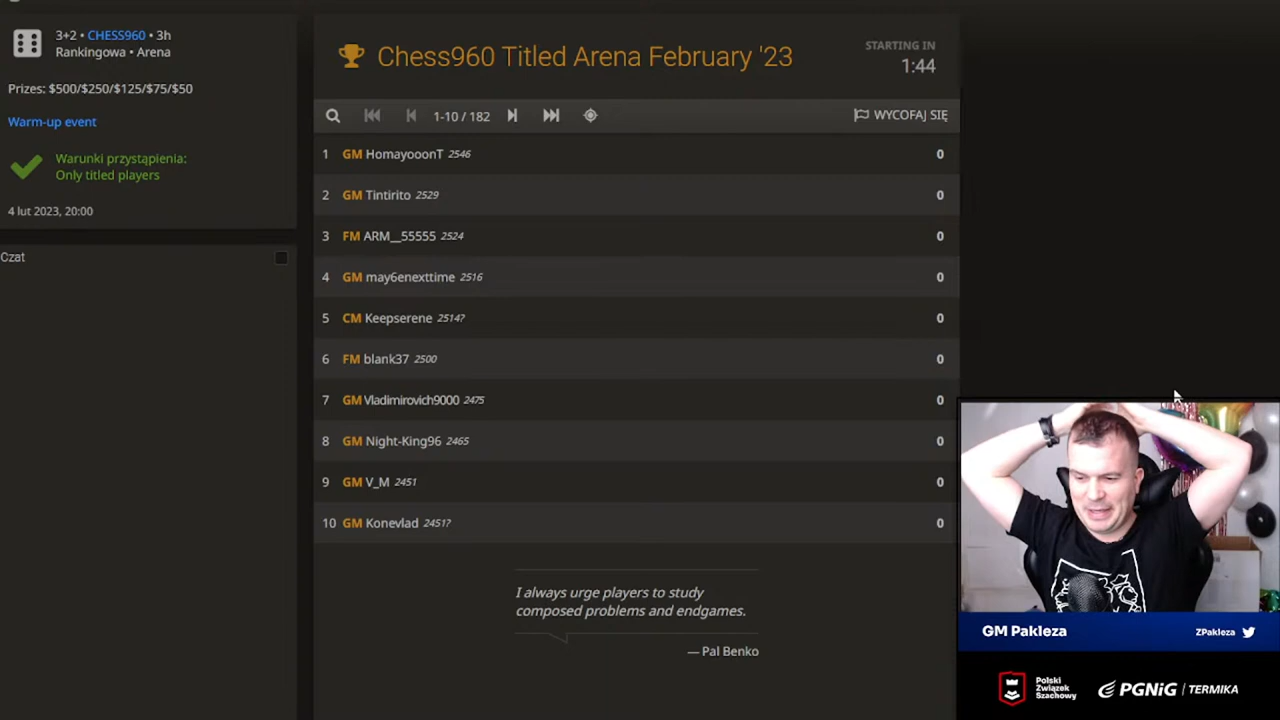 3+2 • CHESS960 • 3h
Rankingowa • Arena
Prizes: $500/$250/$125/$75/$50
Warm-up event
Warunki przystąpienia:
Only titled players
4 lut 2023, 20:00
Czat
Chess960 Titled Arena February '23
STARTING IN
1:44
1-10 / 182
WYCOFAJ SIĘ
1 GM HomayooonT 2546 0
2 GM Tintirito 2529 0
3 FM ARM__55555 2524 0
4 GM may6enexttime 2516 0
5 CM Keepserene 2514? 0
6 FM blank37 2500 0
7 GM Vladimirovich9000 2475 0
8 GM Night-King96 2465 0
9 GM V_M 2451 0
10 GM Konevlad 2451? 0
I always urge players to study
composed problems and endgames.
— Pal Benko
GM Pakleza
ZPakleza
Polski
Związek
Szachowy
PGNiG | TERMIKA